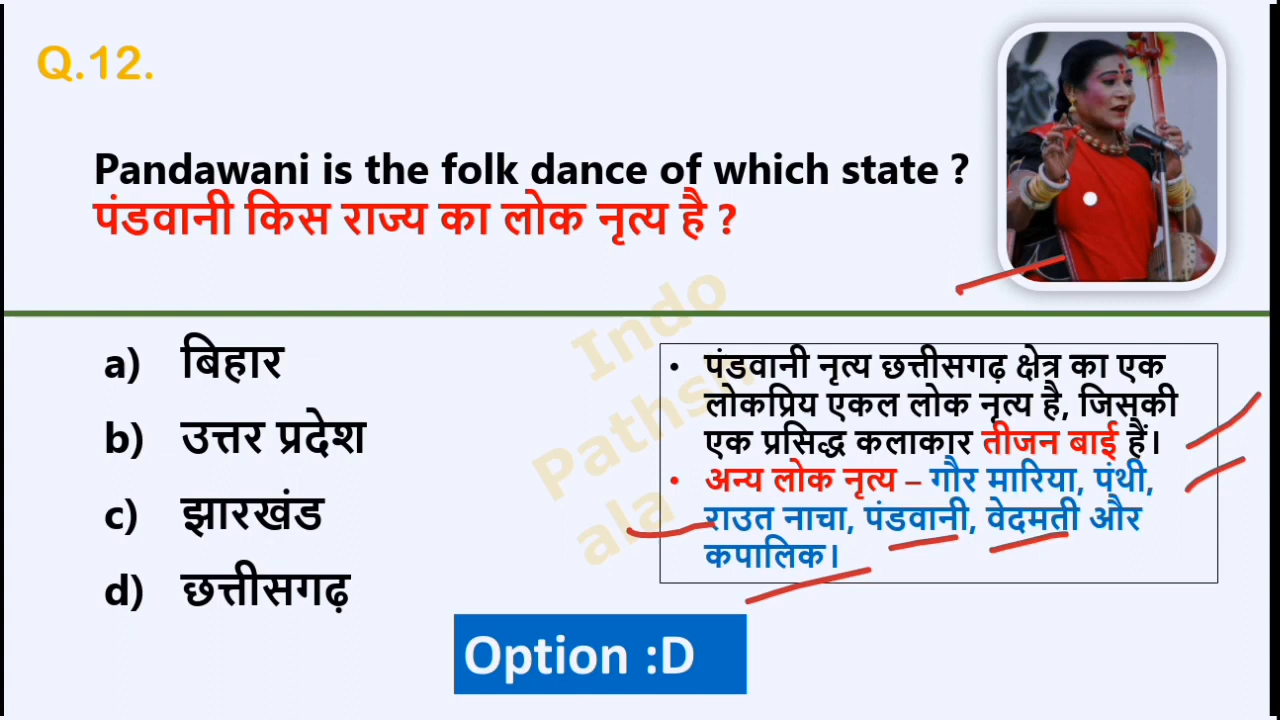 Q.12.
Pandawani is the folk dance of which state ?
पंडवानी किस राज्य का लोक नृत्य है ?
a) बिहार
b) उत्तर प्रदेश
c) झारखंड
d) छत्तीसगढ़
• पंडवानी नृत्य छत्तीसगढ़ क्षेत्र का एक
लोकप्रिय एकल लोक नृत्य है, जिसकी
एक प्रसिद्ध कलाकार तीजन बाई हैं।
• अन्य लोक नृत्य – गौर मारिया, पंथी,
राउत नाचा, पंडवानी, वेदमती और
कपालिक।
Option :D
Indo
Pathsh
ala